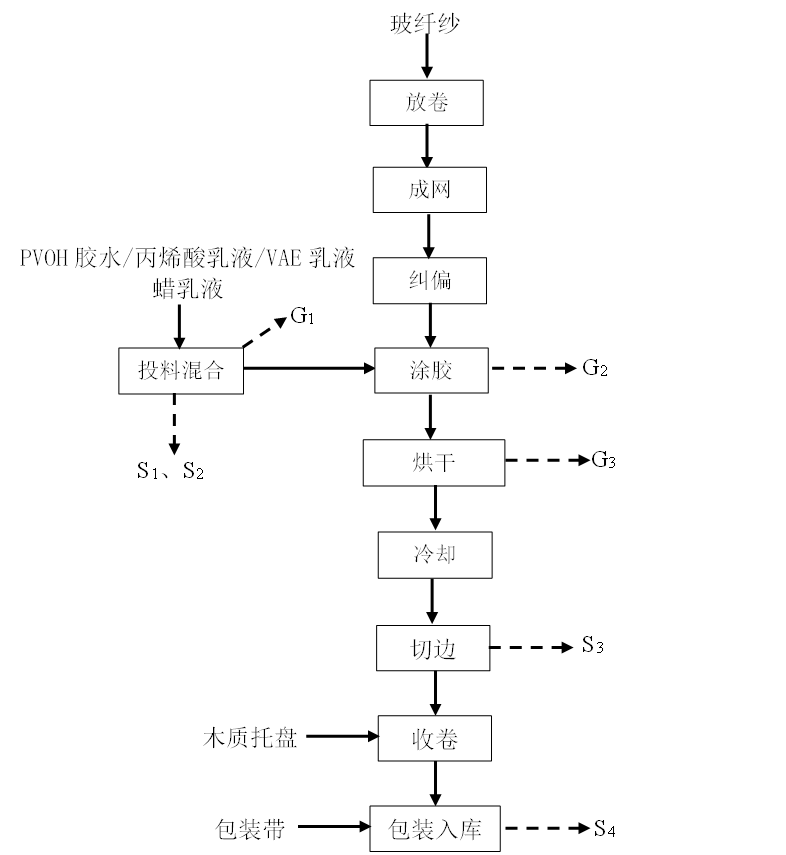 玻纤纱
放卷
成网
PVOH 胶水/丙烯酸乳液/VAE 乳液
蜡乳液
纠偏
G1
投料混合
涂胶
G2
S1、S2
烘干
G3
冷却
切边
S3
木质托盘
收卷
包装带
包装入库
S4